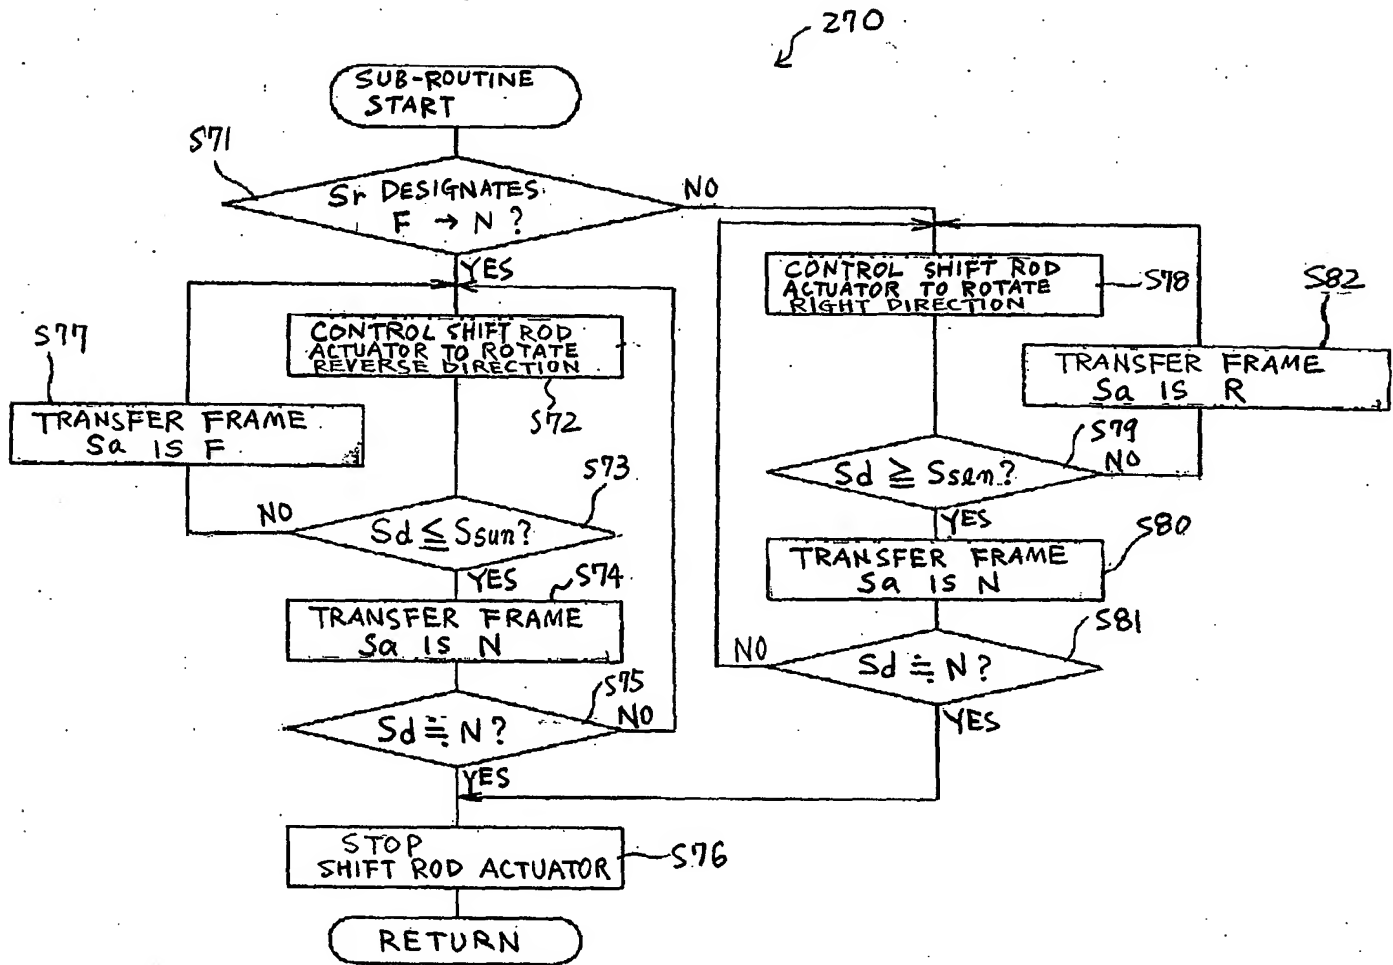 270
SUB-ROUTINE
START
S71
Sr DESIGNATES
F → N ?
NO
YES
CONTROL SHIFT ROD
ACTUATOR TO ROTATE
REVERSE DIRECTION
S72
S77
TRANSFER FRAME
Sa IS F
S73
NO
Sd ≦ Ssun?
YES
S74
TRANSFER FRAME
Sa IS N
S75
Sd ≒ N ?
NO
YES
STOP
SHIFT ROD ACTUATOR
S76
RETURN
CONTROL SHIFT ROD
ACTUATOR TO ROTATE
RIGHT DIRECTION
S78
S82
TRANSFER FRAME
Sa IS R
S79
Sd ≧ Ssen?
NO
YES
S80
TRANSFER FRAME
Sa IS N
S81
NO
Sd ≒ N ?
YES